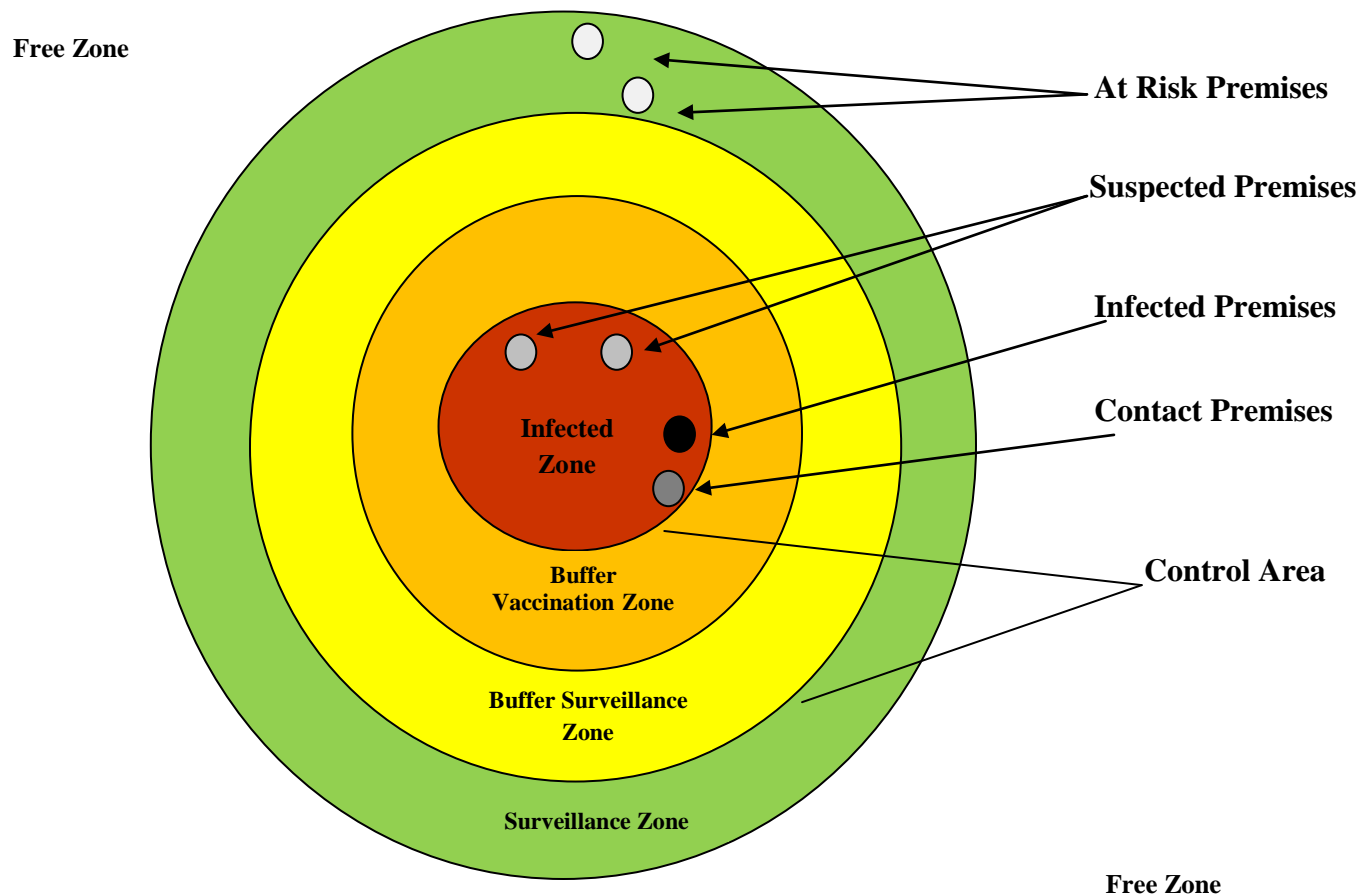 Free Zone
At Risk Premises
Suspected Premises
Infected Premises
Contact Premises
Infected
Zone
Control Area
Buffer
Vaccination Zone
Buffer Surveillance
Zone
Surveillance Zone
Free Zone